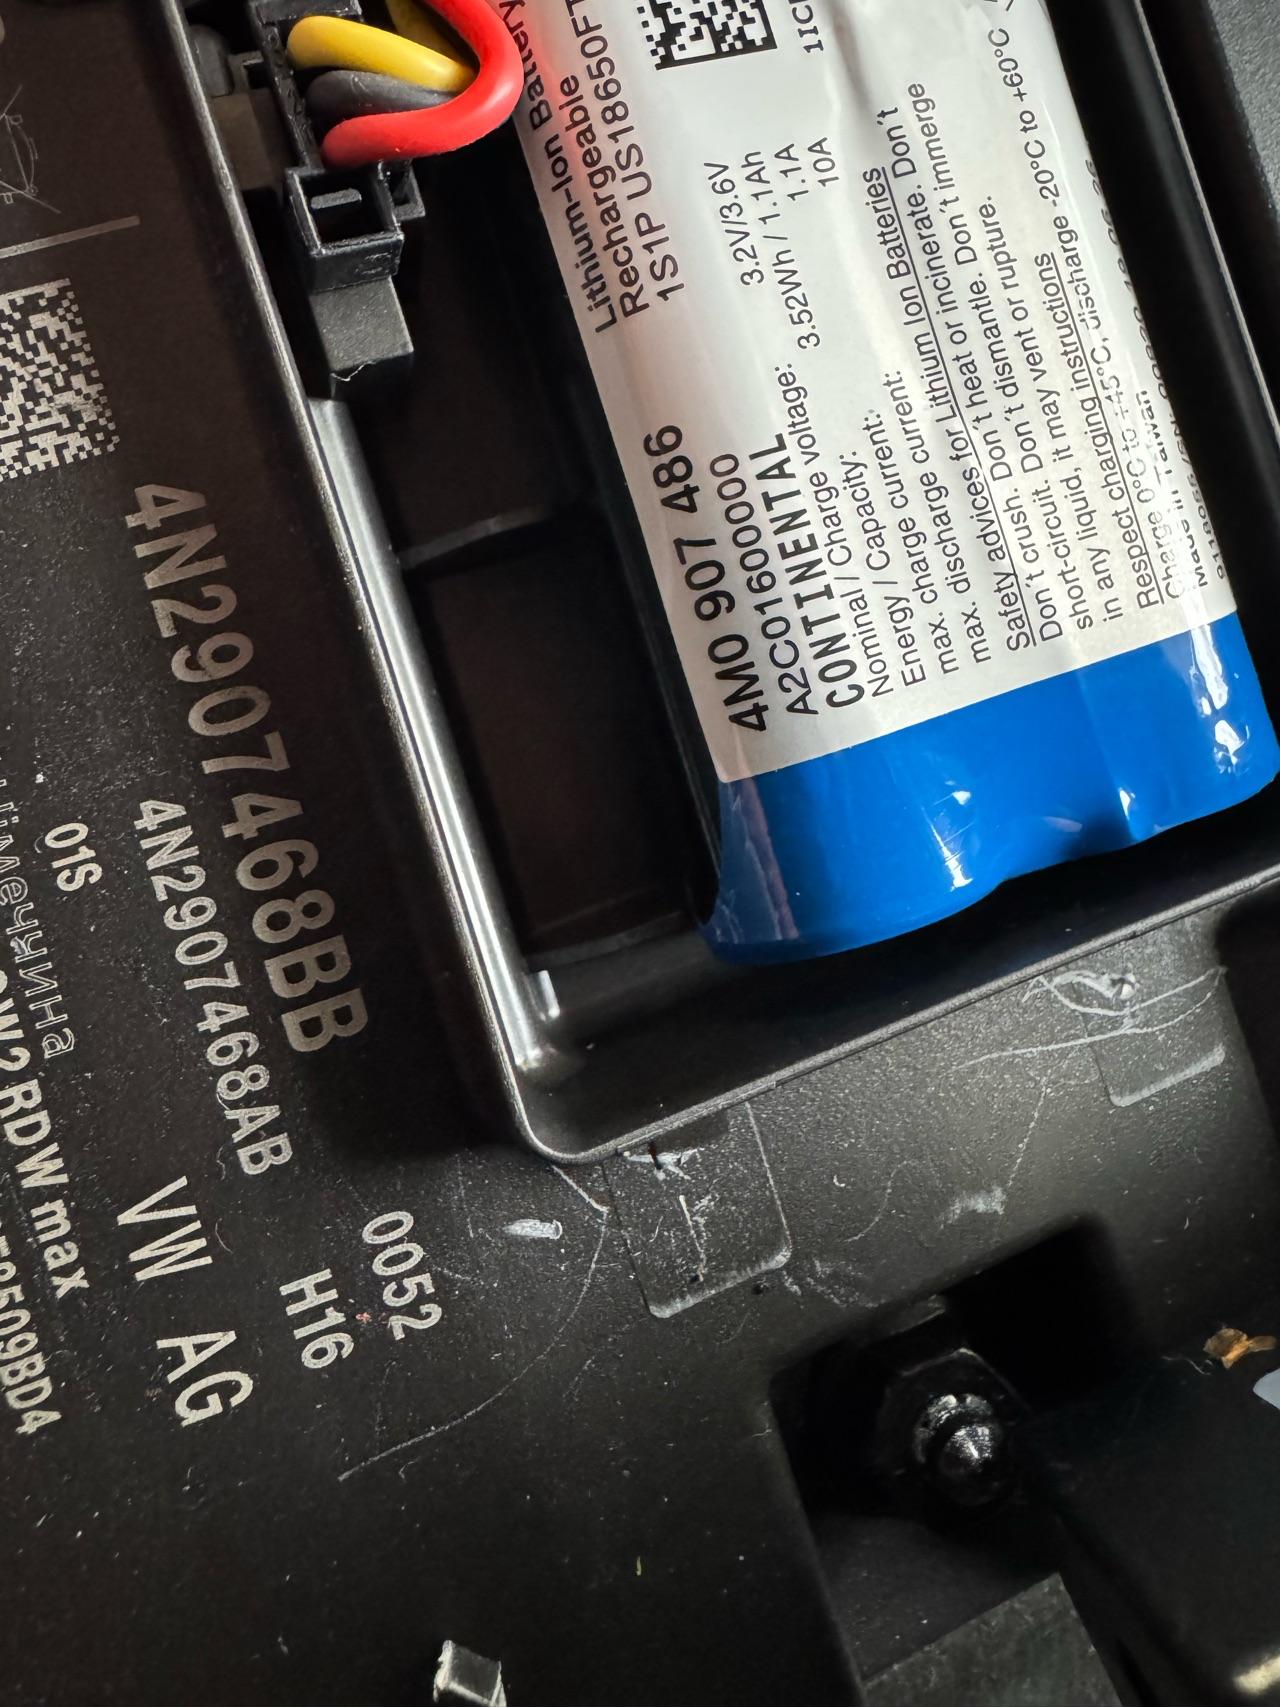 Lithium-Ion Battery
Rechargeable
1S1P US18650FT
1ICR
4M0 907 486
A2C01600000
CONTINENTAL
Nominal / Charge voltage: 3.2V/3.6V
Energy / Capacity: 3.52Wh / 1.1Ah
max. charge current: 1.1A
max. discharge current: 10A
Safety advices for Lithium Ion Batteries
Don´t crush. Don´t heat or incinerate. Don´t
short-circuit. Don´t dismantle. Don´t immerge
in any liquid, it may vent or rupture.
Respect charging instructions
Charge 0°C to +45°C, discharge -20°C to +60°C
Made in Taiwan
4N2907468BB
4N2907468AB
VW AG
H16
0052
01S
RDW max